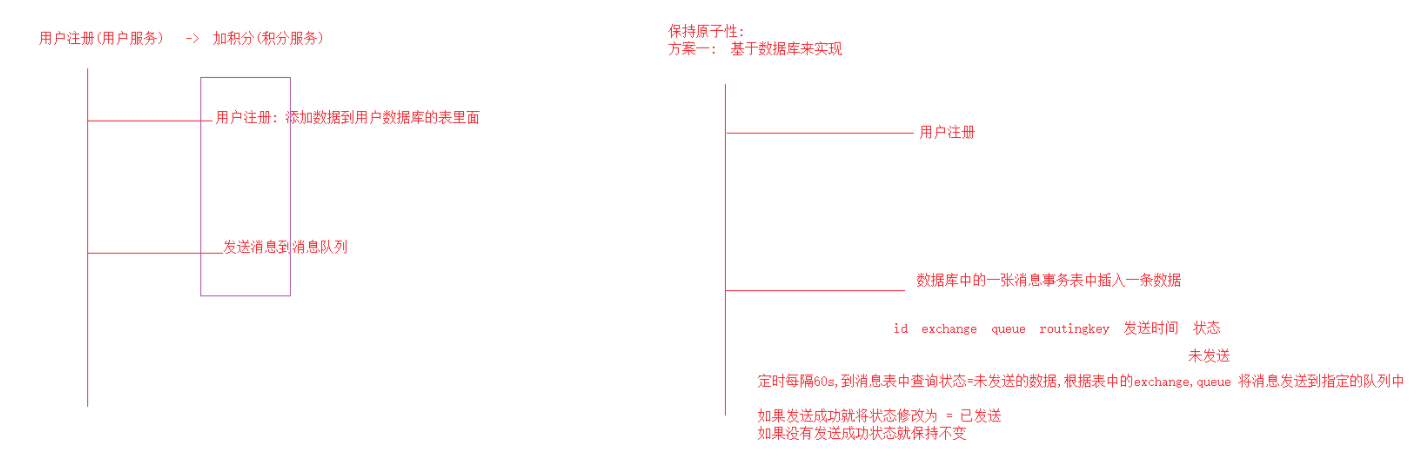 用户注册(用户服务) -> 加积分(积分服务)
用户注册: 添加数据到用户数据库的表里面
发送消息到消息队列
保持原子性:
方案一: 基于数据库来实现
用户注册
数据库中的一张消息事务表中插入一条数据
id exchange queue routingkey 发送时间 状态
未发送
定时每隔60s,到消息表中查询状态=未发送的数据,根据表中的exchange,queue 将消息发送到指定的队列中
如果发送成功就将状态修改为 = 已发送
如果没有发送成功状态就保持不变